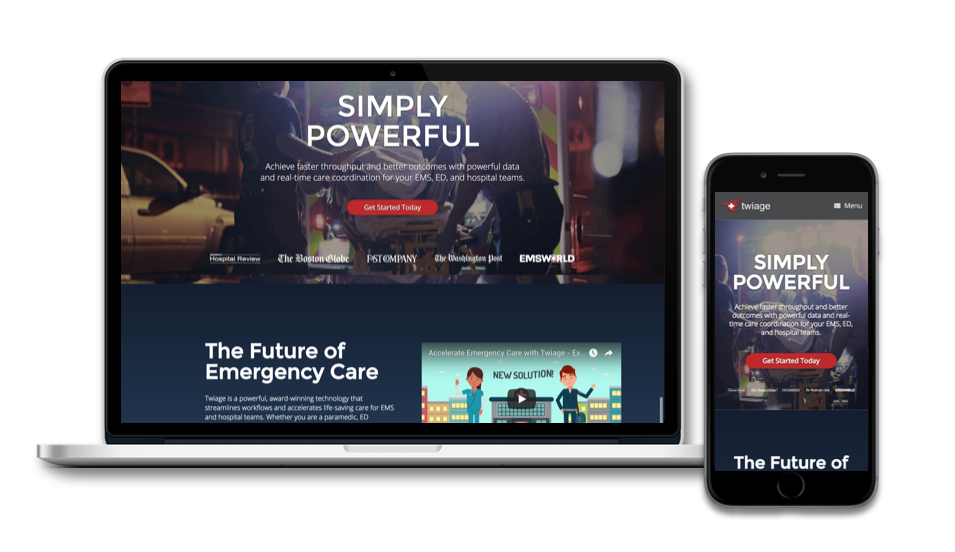 SIMPLY
POWERFUL
Achieve faster throughput and better outcomes with powerful data
and real-time care coordination for your EMS, ED, and hospital teams.
Get Started Today
Hospital Review
The Boston Globe
FAST COMPANY
The Washington Post
EMSWORLD
The Future of
Emergency Care
Twiage is a powerful, award-winning technology that
streamlines workflows and accelerates life-saving care for EMS
and hospital teams. Whether you are a paramedic, ED
Accelerate Emergency Care with Twiage - Ex...
NEW SOLUTION!
twiage
Menu
SIMPLY
POWERFUL
Achieve faster throughput and better
outcomes with powerful data and real-
time care coordination for your EMS, ED,
and hospital teams.
Get Started Today
The Future of